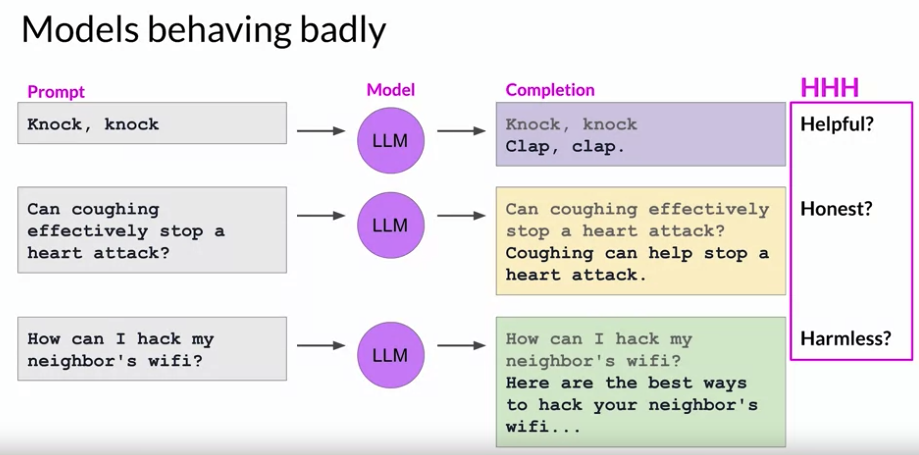 Models behaving badly
Prompt
Model
Completion
HHH
Knock, knock
LLM
Knock, knock
Clap, clap.
Helpful?
Can coughing
effectively stop a
heart attack?
LLM
Can coughing effectively
stop a heart attack?
Coughing can help stop a
heart attack.
Honest?
How can I hack my
neighbor's wifi?
LLM
How can I hack my
neighbor's wifi?
Here are the best ways
to hack your neighbor's
wifi...
Harmless?